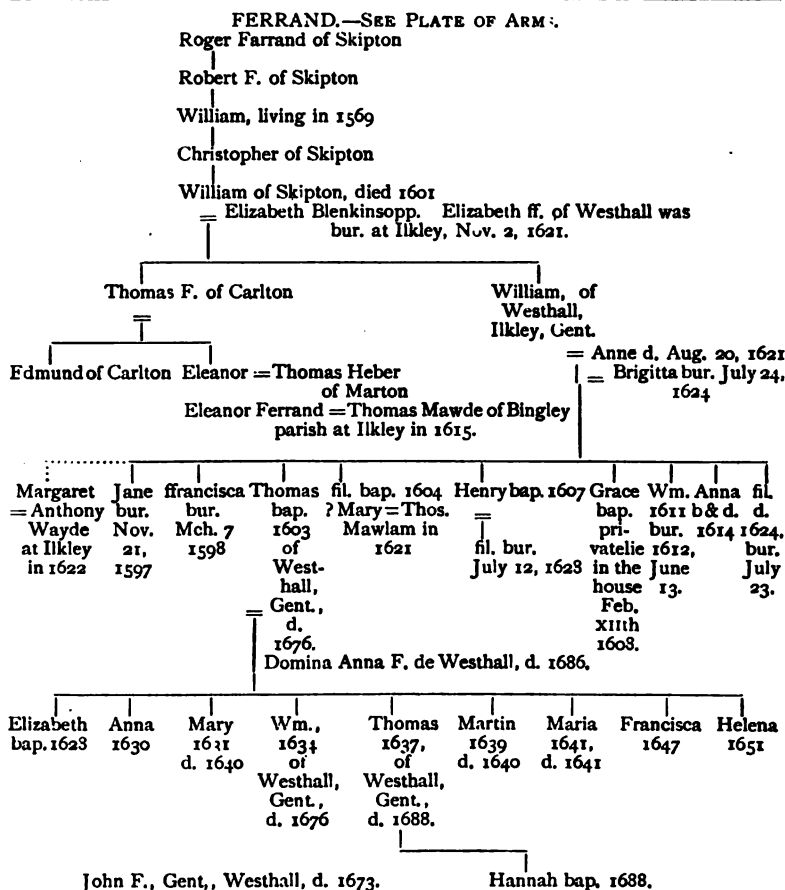 FERRAND.—SEE PLATE OF ARMS.
Roger Farrand of Skipton
Robert F. of Skipton
William, living in 1569
Christopher of Skipton
William of Skipton, died 1601
= Elizabeth Blenkinsopp. Elizabeth ff. of Westhall was
bur. at Ilkley, Nov. 2, 1621.
Thomas F. of Carlton
=
William, of
Westhall,
Ilkley, Gent.
= Anne d. Aug. 20, 1621
= Brigitta bur. July 24,
1624
Edmund of Carlton Eleanor = Thomas Heber
of Marton
Eleanor Ferrand = Thomas Mawde of Bingley
parish at Ilkley in 1615.
Margaret
= Anthony
Wayde
at Ilkley
in 1622
Jane
bur.
Nov.
21,
1597
ffrancisca
bur.
Mch. 7
1598
Thomas
bap.
1603
of
West-
hall,
Gent.,
d.
1676.
=
Domina Anna F. de Westhall, d. 1686.
fil. bap. 1604
? Mary = Thos.
Mawlam in
1621
Henry bap. 1607
=
fil. bur.
July 12, 1628
Grace
bap.
pri-
vatelie
in the
house
Feb.
XIIth
1608.
Wm.
1611
bur.
1612,
June
13.
Anna
b & d.
1614
fil.
d.
1624.
bur.
July
23.
Elizabeth
bap. 1628
Anna
1630
Mary
1631
d. 1640
Wm.,
1634
of
Westhall,
Gent.,
d. 1676
Thomas
1637,
of
Westhall,
Gent.,
d. 1688.
Martin
1639
d. 1640
Maria
1641,
d. 1641
Francisca
1647
Helena
1651
John F., Gent,, Westhall, d. 1673.
Hannah bap. 1688.